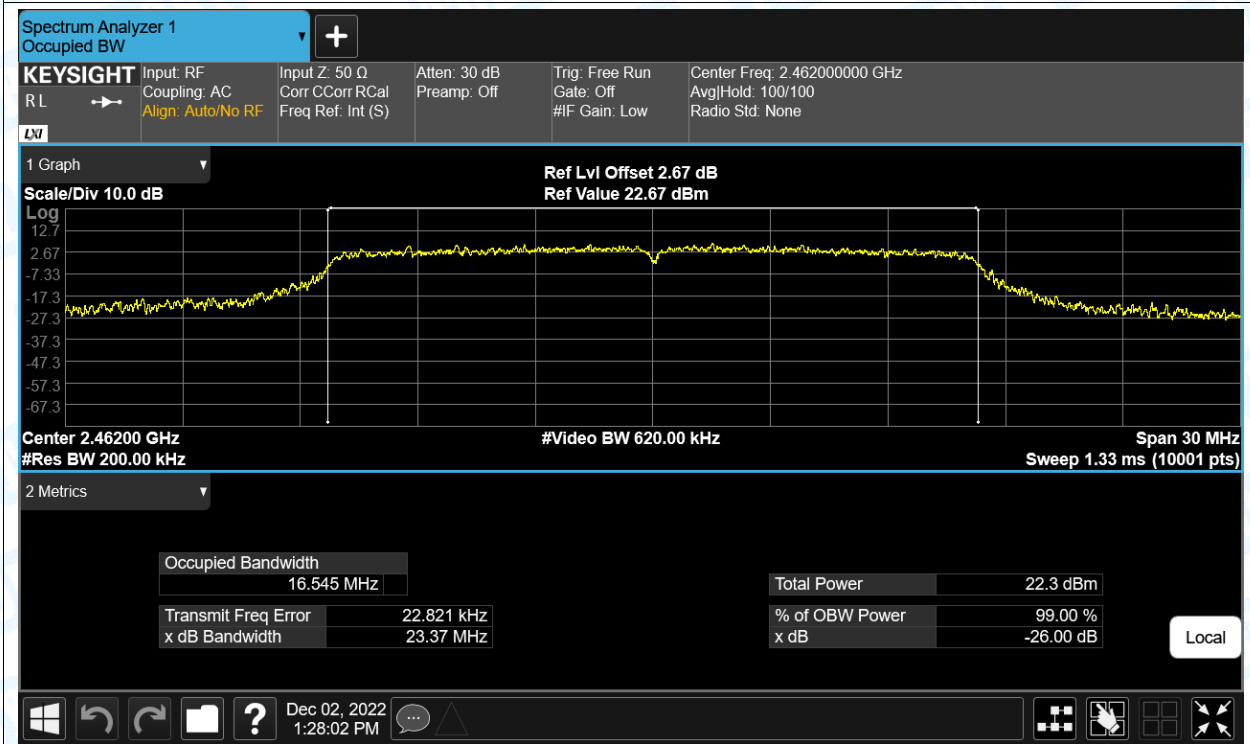 Spectrum Analyzer 1
Occupied BW
+
KEYSIGHT
R L
LXI
Input: RF
Coupling: AC
Align: Auto/No RF
Input Z: 50 Ω
Corr CCorr RCal
Freq Ref: Int (S)
Atten: 30 dB
Preamp: Off
Trig: Free Run
Gate: Off
#IF Gain: Low
Center Freq: 2.462000000 GHz
Avg|Hold: 100/100
Radio Std: None
1 Graph
Ref Lvl Offset 2.67 dB
Scale/Div 10.0 dB
Ref Value 22.67 dBm
Log
12.7
2.67
-7.33
-17.3
-27.3
-37.3
-47.3
-57.3
-67.3
Center 2.46200 GHz
#Video BW 620.00 kHz
Span 30 MHz
#Res BW 200.00 kHz
Sweep 1.33 ms (10001 pts)
2 Metrics
Occupied Bandwidth
16.545 MHz
Transmit Freq Error 22.821 kHz
x dB Bandwidth 23.37 MHz
Total Power 22.3 dBm
% of OBW Power 99.00 %
x dB -26.00 dB
Local
?
Dec 02, 2022
1:28:02 PM